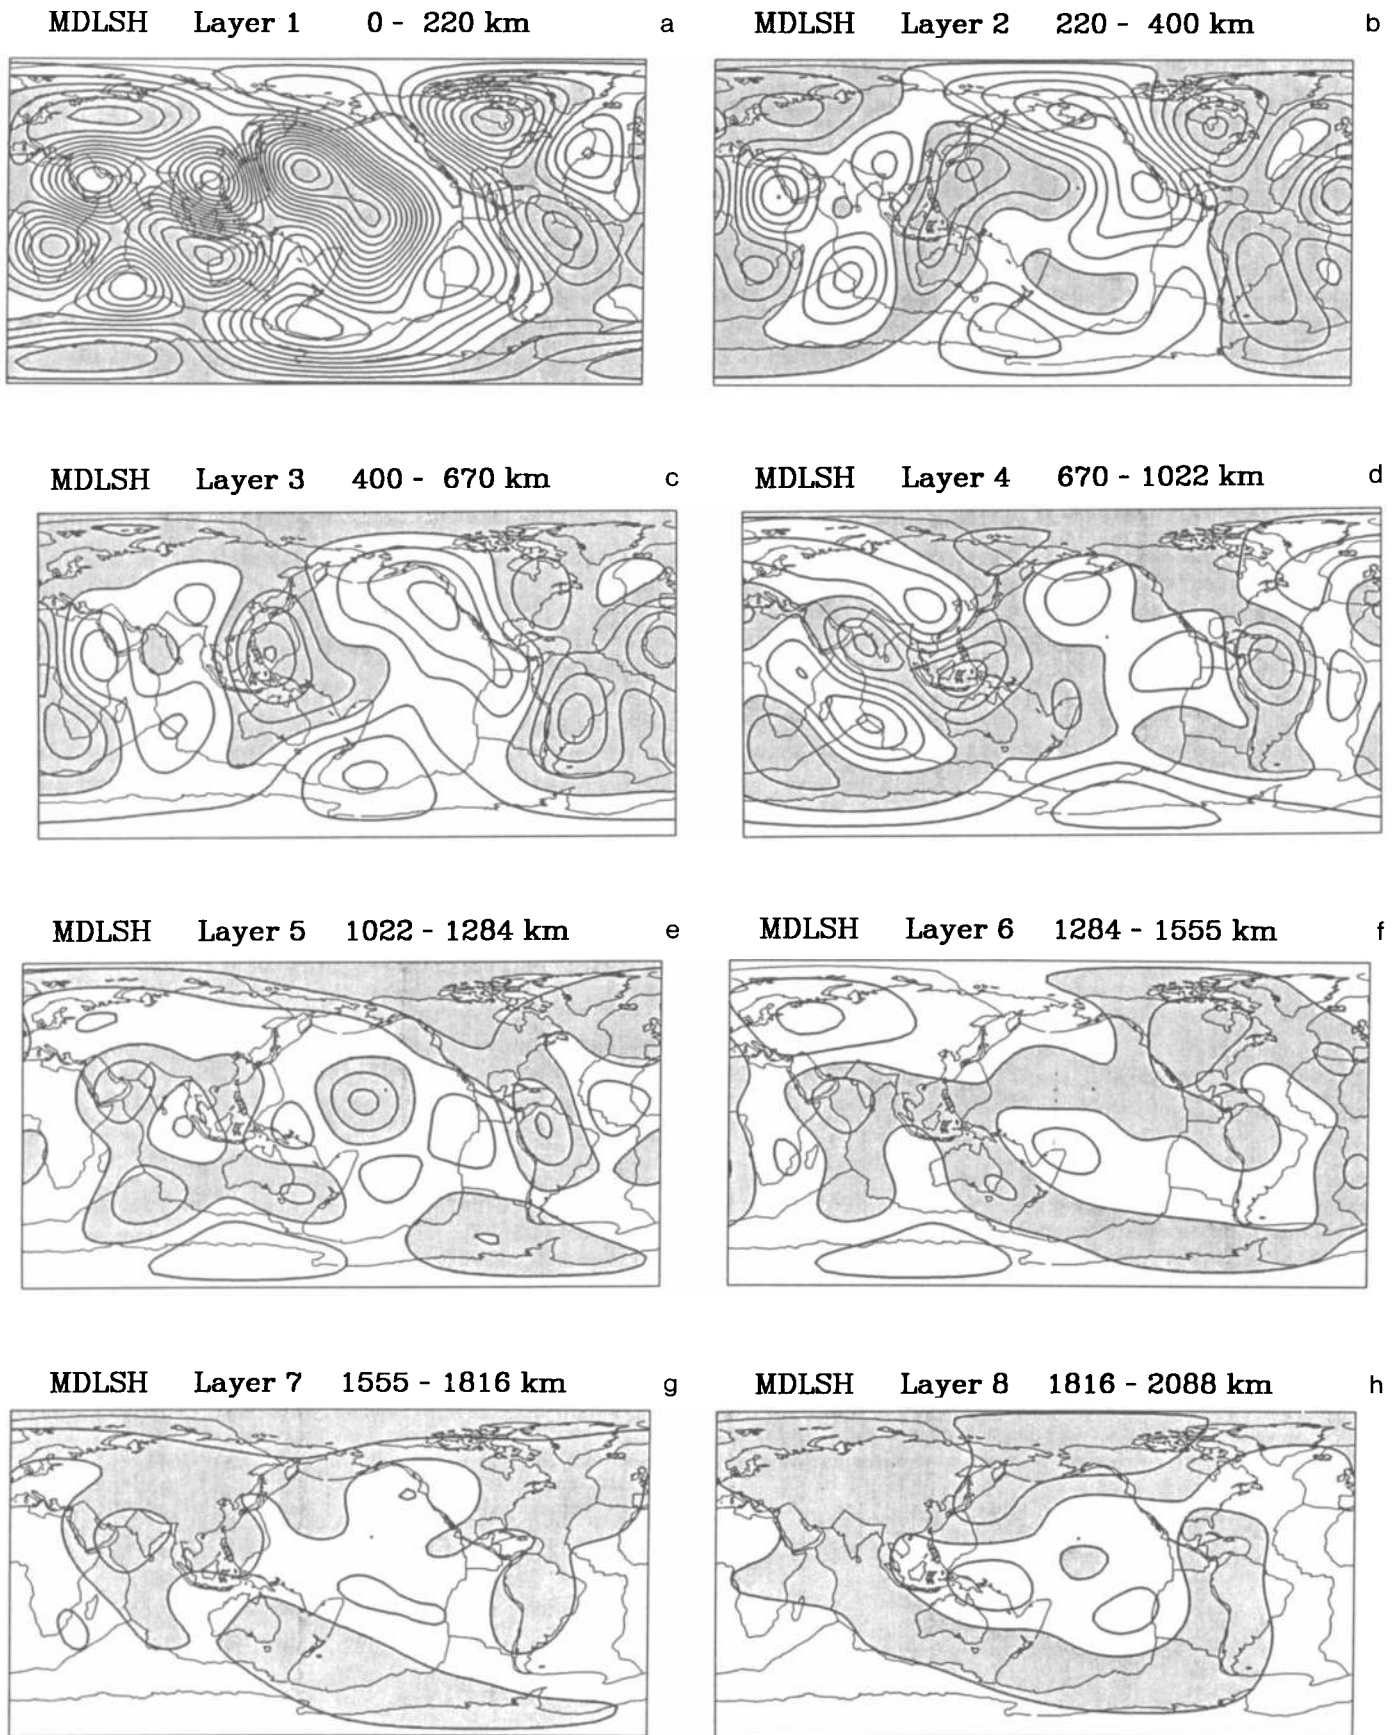 MDLSH Layer 1 0 - 220 km a
MDLSH Layer 2 220 - 400 km b
MDLSH Layer 3 400 - 670 km c
MDLSH Layer 4 670 - 1022 km d
MDLSH Layer 5 1022 - 1284 km e
MDLSH Layer 6 1284 - 1555 km f
MDLSH Layer 7 1555 - 1816 km g
MDLSH Layer 8 1816 - 2088 km h